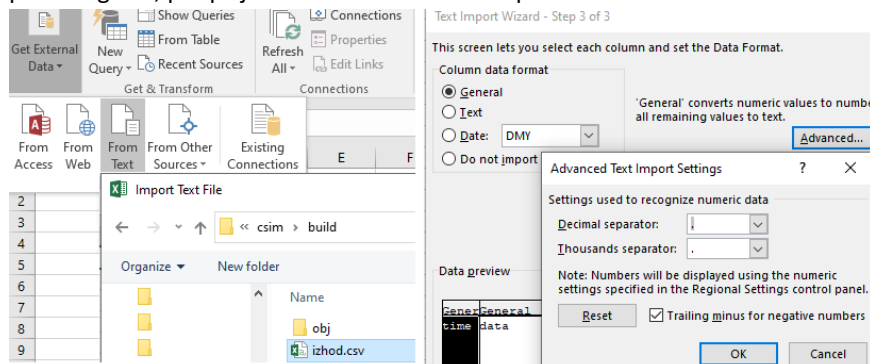 Show Queries
From Table
Recent Sources
Get External
Data
New
Query
Get & Transform
Refresh
All
Connections
Properties
Edit Links
Connections
From
Access
From
Web
From
Text
From Other
Sources
Existing
Connections
E
F
2
3
4
5
6
7
8
9
Import Text File
« csim › build
Organize
New folder
Name
obj
izhod.csv
Text Import Wizard - Step 3 of 3
This screen lets you select each column and set the Data Format.
Column data format
General
Text
Date: DMY
Do not import
'General' converts numeric values to numbe
all remaining values to text.
Advanced...
Data preview
General
time data
Advanced Text Import Settings
? ×
Settings used to recognize numeric data
Decimal separator:
Thousands separator: .
Note: Numbers will be displayed using the numeric
settings specified in the Regional Settings control panel.
Reset
Trailing minus for negative numbers
OK
Cancel